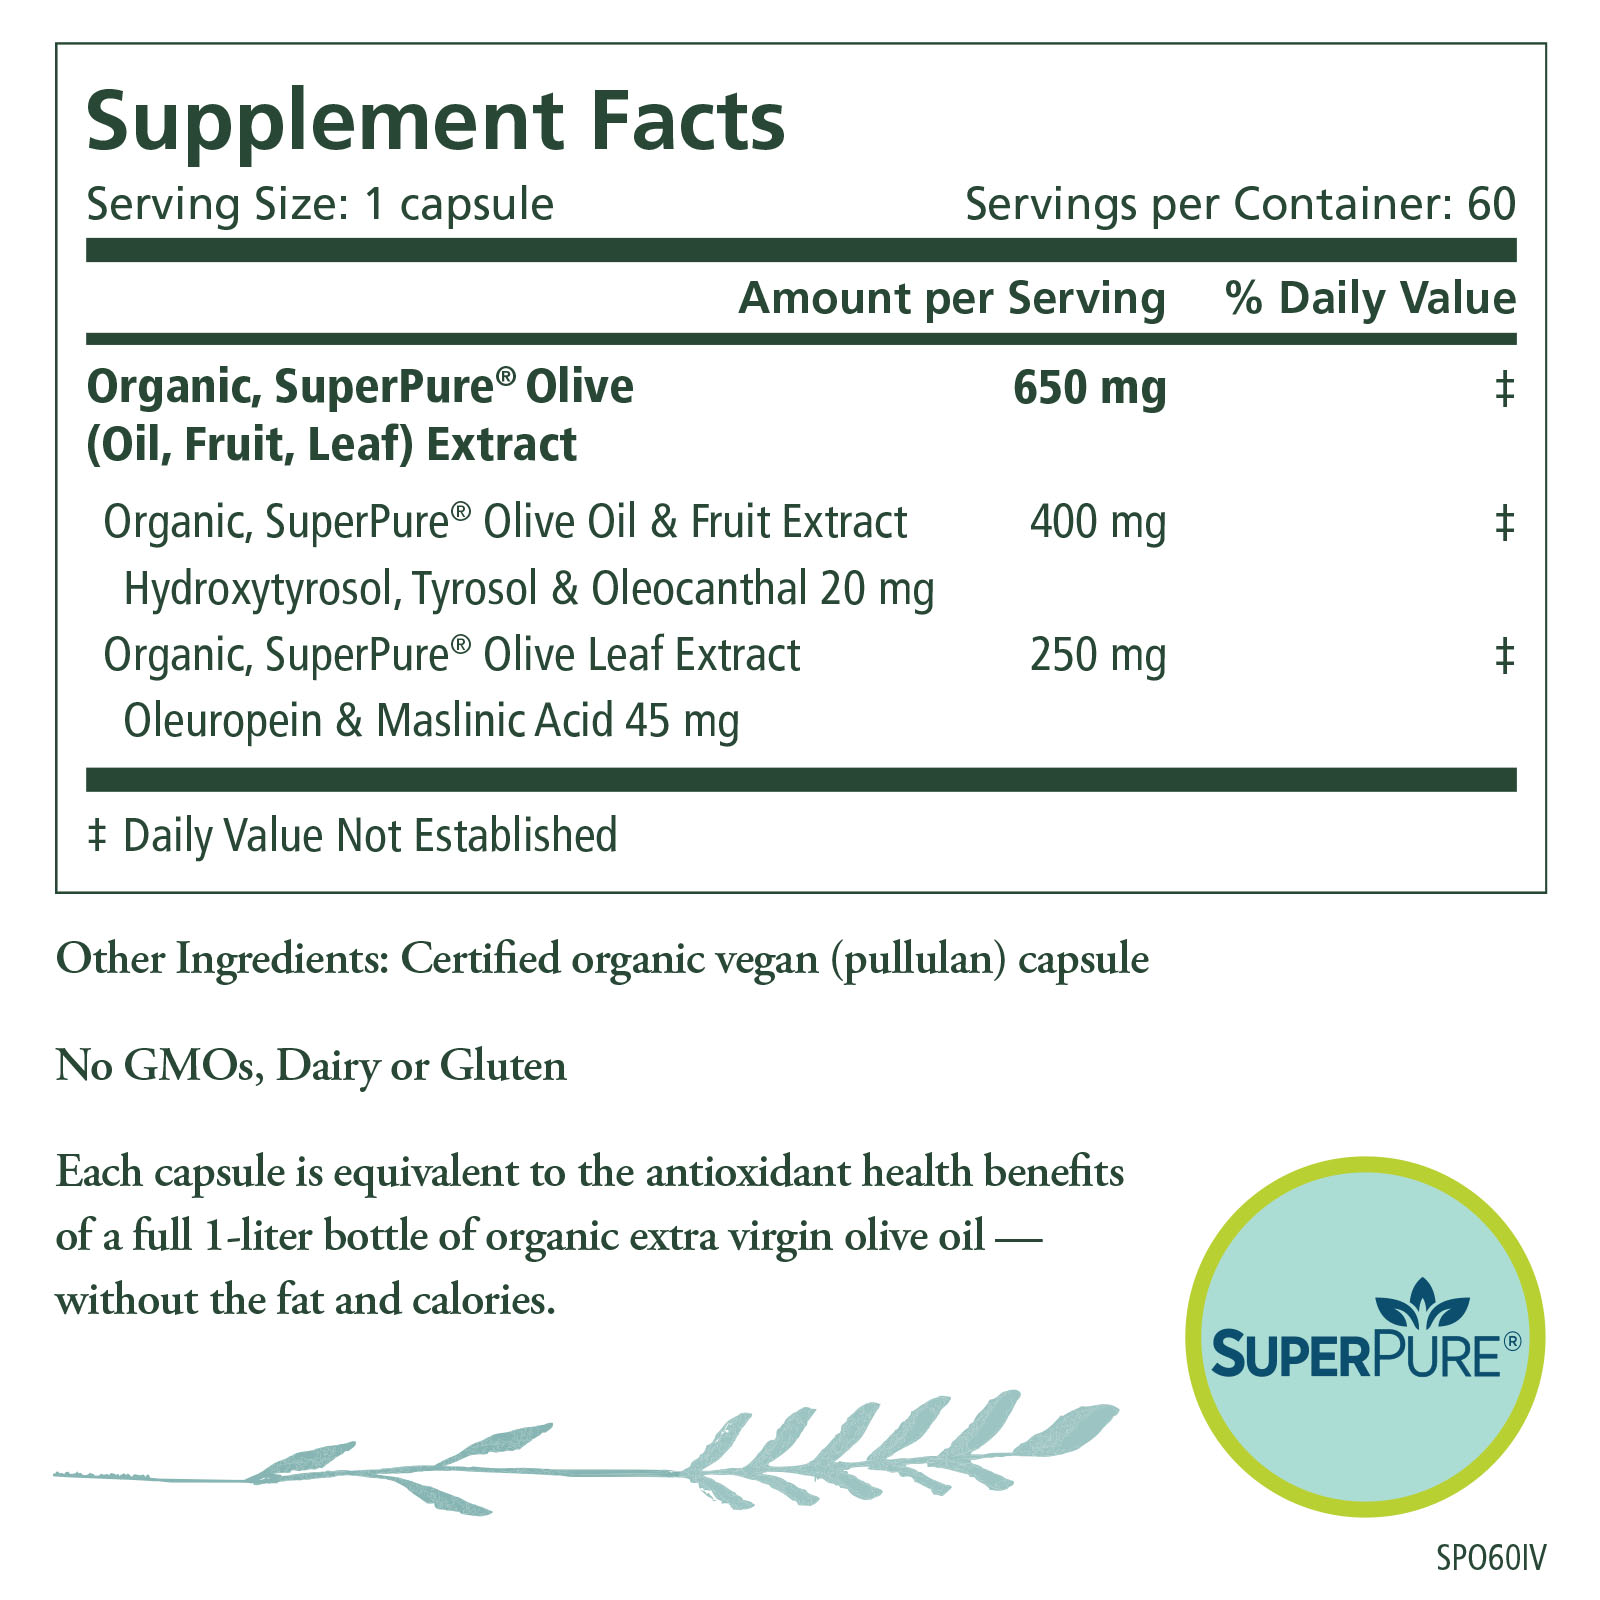 Supplement Facts
Serving Size: 1 capsule Servings per Container: 60
Amount per Serving % Daily Value
Organic, SuperPure® Olive 650 mg ‡
(Oil, Fruit, Leaf) Extract
Organic, SuperPure® Olive Oil & Fruit Extract 400 mg ‡
Hydroxytyrosol, Tyrosol & Oleocanthal 20 mg
Organic, SuperPure® Olive Leaf Extract 250 mg ‡
Oleuropein & Maslinic Acid 45 mg
‡ Daily Value Not Established
Other Ingredients: Certified organic vegan (pullulan) capsule
No GMOs, Dairy or Gluten
Each capsule is equivalent to the antioxidant health benefits
of a full 1-liter bottle of organic extra virgin olive oil —
without the fat and calories.
SUPERPURE®
SPO60IV